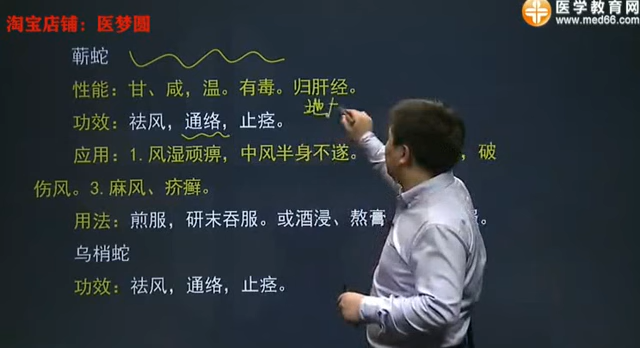 淘宝店铺：医梦圆
医学教育网
www.med66.com
蕲蛇
性能：甘、咸，温。有毒。归肝经。
地
功效：祛风，通络，止痉。
应用：1.风湿顽痹，中风半身不遂。 ，破
伤风。3.麻风、疥癣。
用法：煎服，研末吞服。或酒浸、熬膏 服。
乌梢蛇
功效：祛风，通络，止痉。